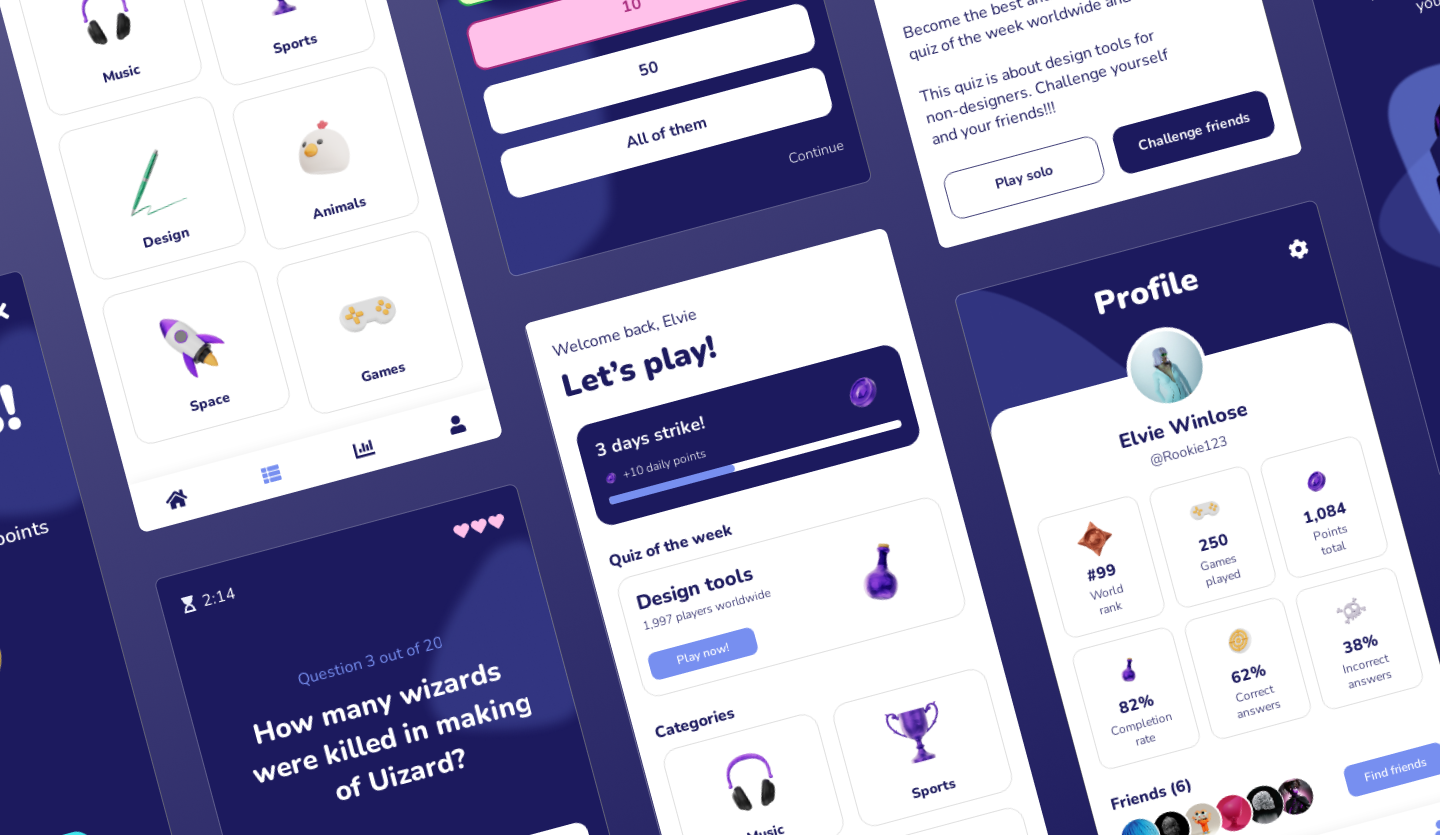 Music
Sports
Design
Animals
Space
Games
points
!
10
50
All of them
Continue
2:14
Question 3 out of 20
How many wizards
were killed in making
of Uizard?
Welcome back, Elvie
Let's play!
3 days strike!
+10 daily points
Quiz of the week
Design tools
1,997 players worldwide
Play now!
Categories
Music
Sports
Become the best
quiz of the week worldwide and
This quiz is about design tools for
non-designers. Challenge yourself
and your friends!!!
Play solo
Challenge friends
Profile
Elvie Winlose
@Rookie123
#99
World
rank
250
Games
played
1,084
Points
total
82%
Completion
rate
62%
Correct
answers
38%
Incorrect
answers
Friends (6)
Find friends